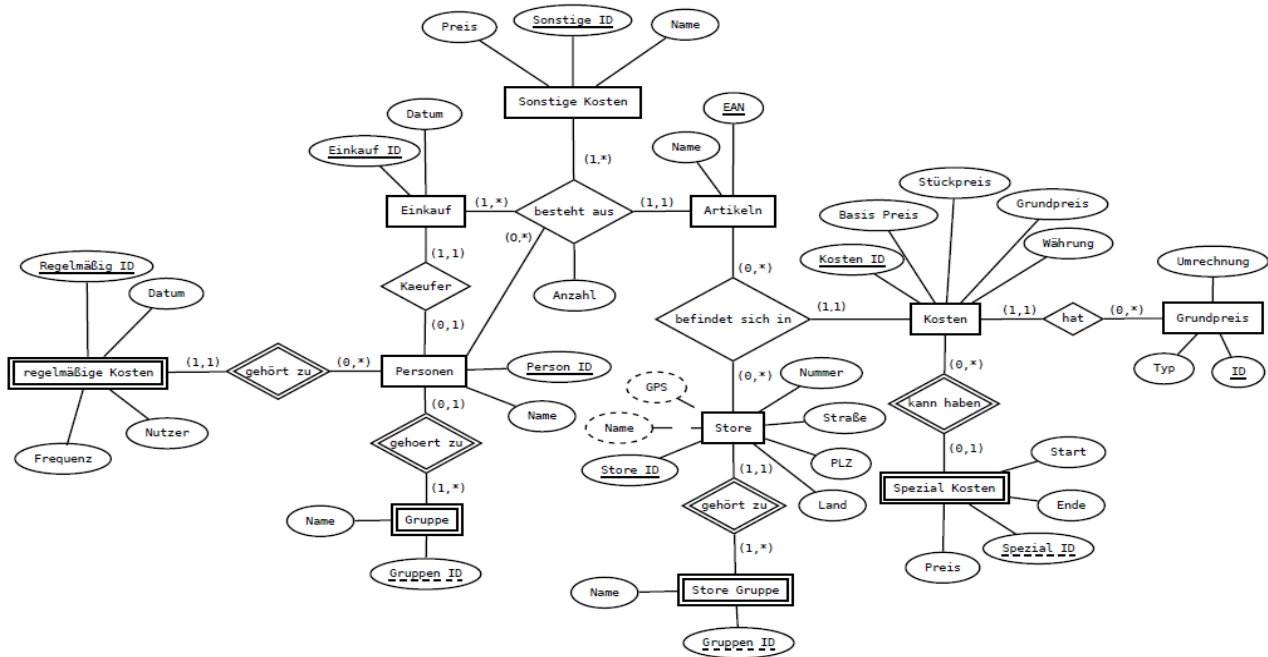 Sonstige ID
Preis
Name
Sonstige Kosten
EAN
Datum
Name
Einkauf ID
(1,*)
Stückpreis
Einkauf
(1,*)
besteht aus
(1,1)
Artikeln
Basis Preis
Grundpreis
(0,*)
Kosten ID
Währung
Regelmäßig ID
(1,1)
Umrechnung
Datum
Kaeufer
Anzahl
(0,*)
befindet sich in
(1,1)
Kosten
(1,1)
hat
(0,*)
Grundpreis
(0,1)
regelmäßige Kosten
(1,1)
gehört zu
(0,*)
Personen
Person ID
(0,*)
Nummer
(0,*)
Typ
ID
GPS
kann haben
(0,1)
Name
Straße
Nutzer
Name
Store
Frequenz
gehoert zu
(0,1)
Start
Store ID
(1,1)
PLZ
(1,*)
Spezial Kosten
gehört zu
Land
Ende
Name
Gruppe
(1,*)
Spezial ID
Preis
Gruppen ID
Name
Store Gruppe
Gruppen ID